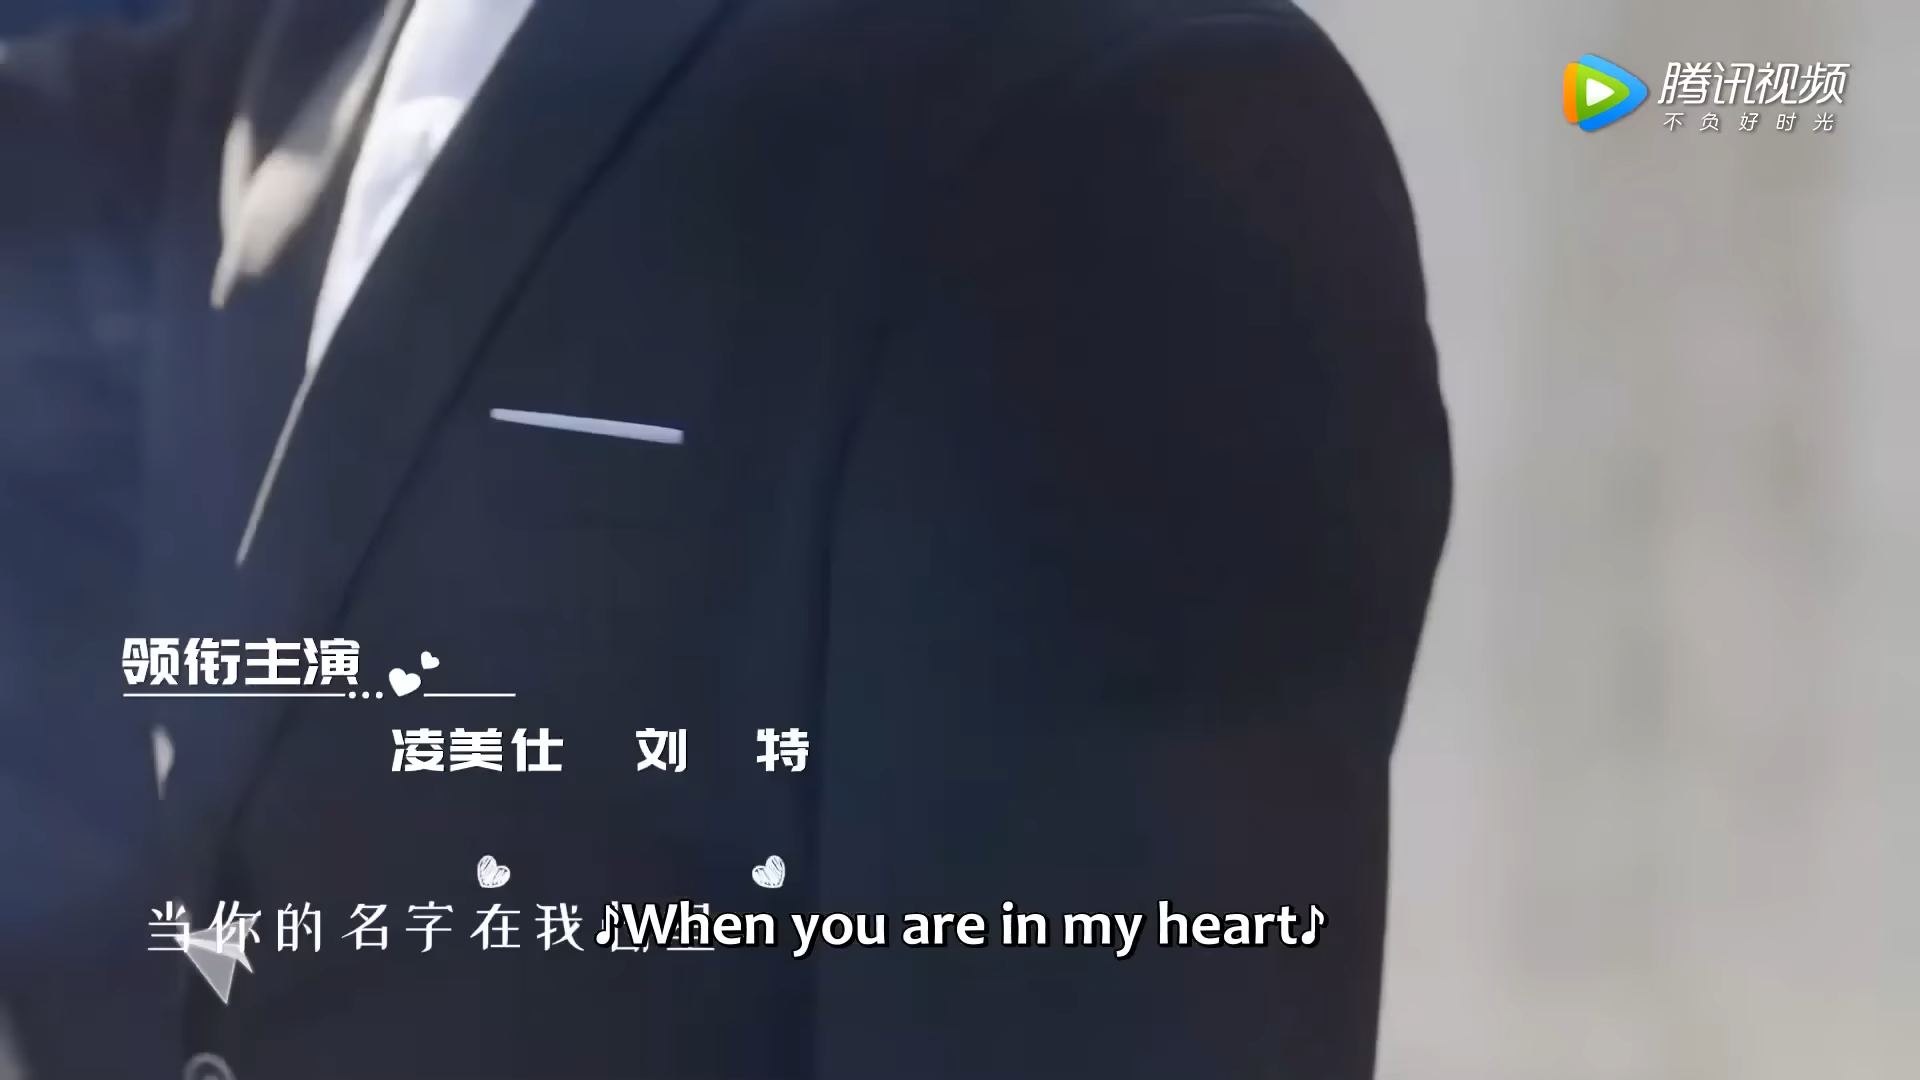 腾讯视频
不负好时光
领衔主演
凌美仕 刘 特
当你的名字在我
♪When you are in my heart♪